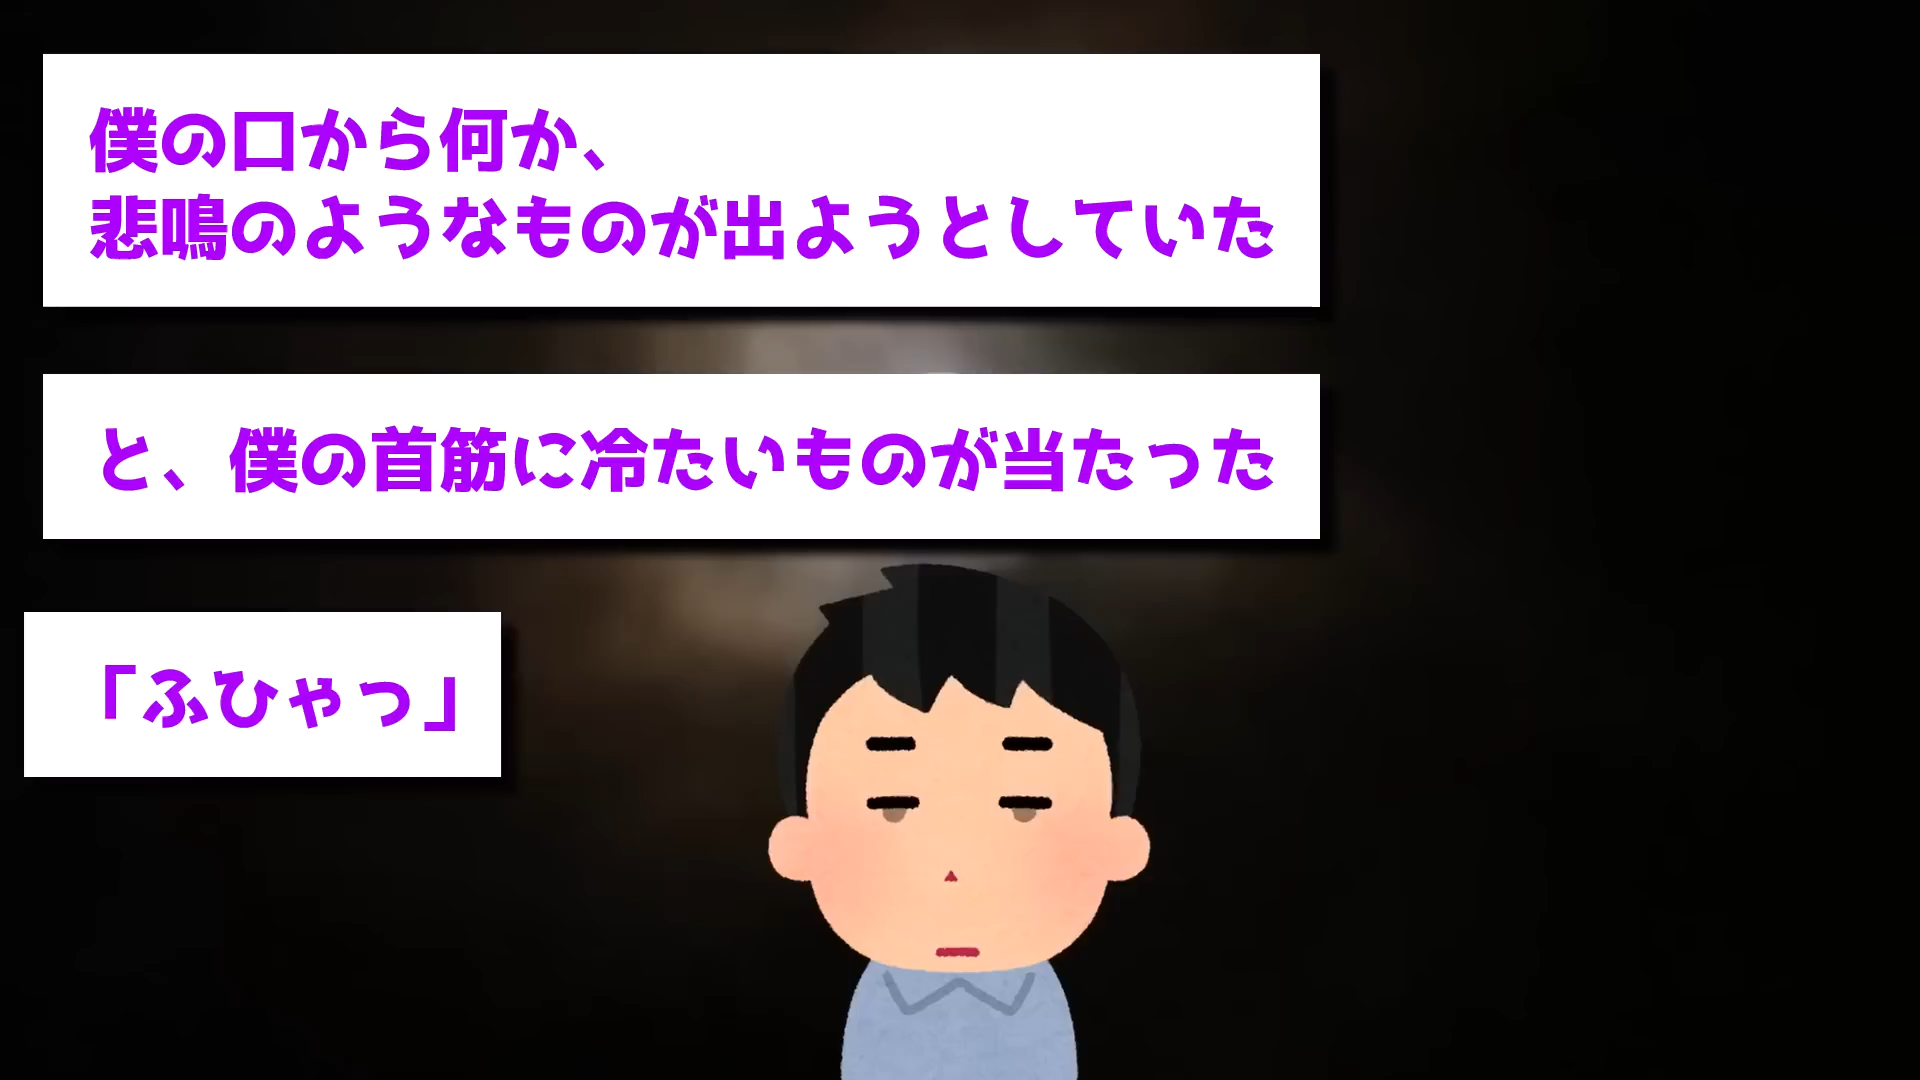 僕の口から何か、
悲鳴のようなものが出ようとしていた
と、僕の首筋に冷たいものが当たった
「ふひゃっ」